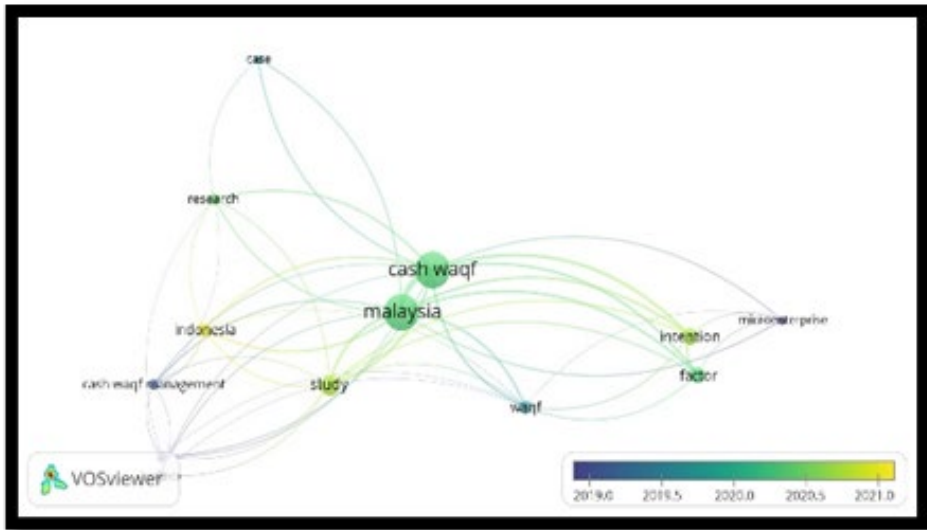 case
research
cash waqf
malaysia
indonesia
intention
microenterprise
factor
cash waqf management
study
waqf
VOSviewer
2019.0 2019.5 2020.0 2020.5 2021.0